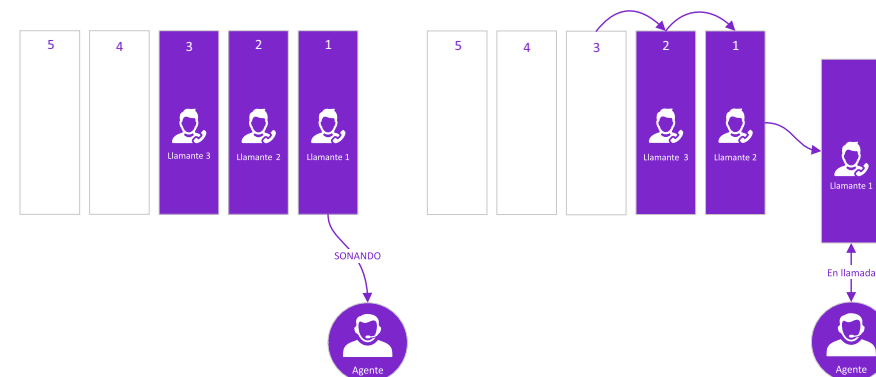 5 4 3 2 1
Llamante 3 Llamante 2 Llamante 1
SONANDO
Agente
5 4 3 2 1
Llamante 3 Llamante 2
Llamante 1
En llamada
Agente